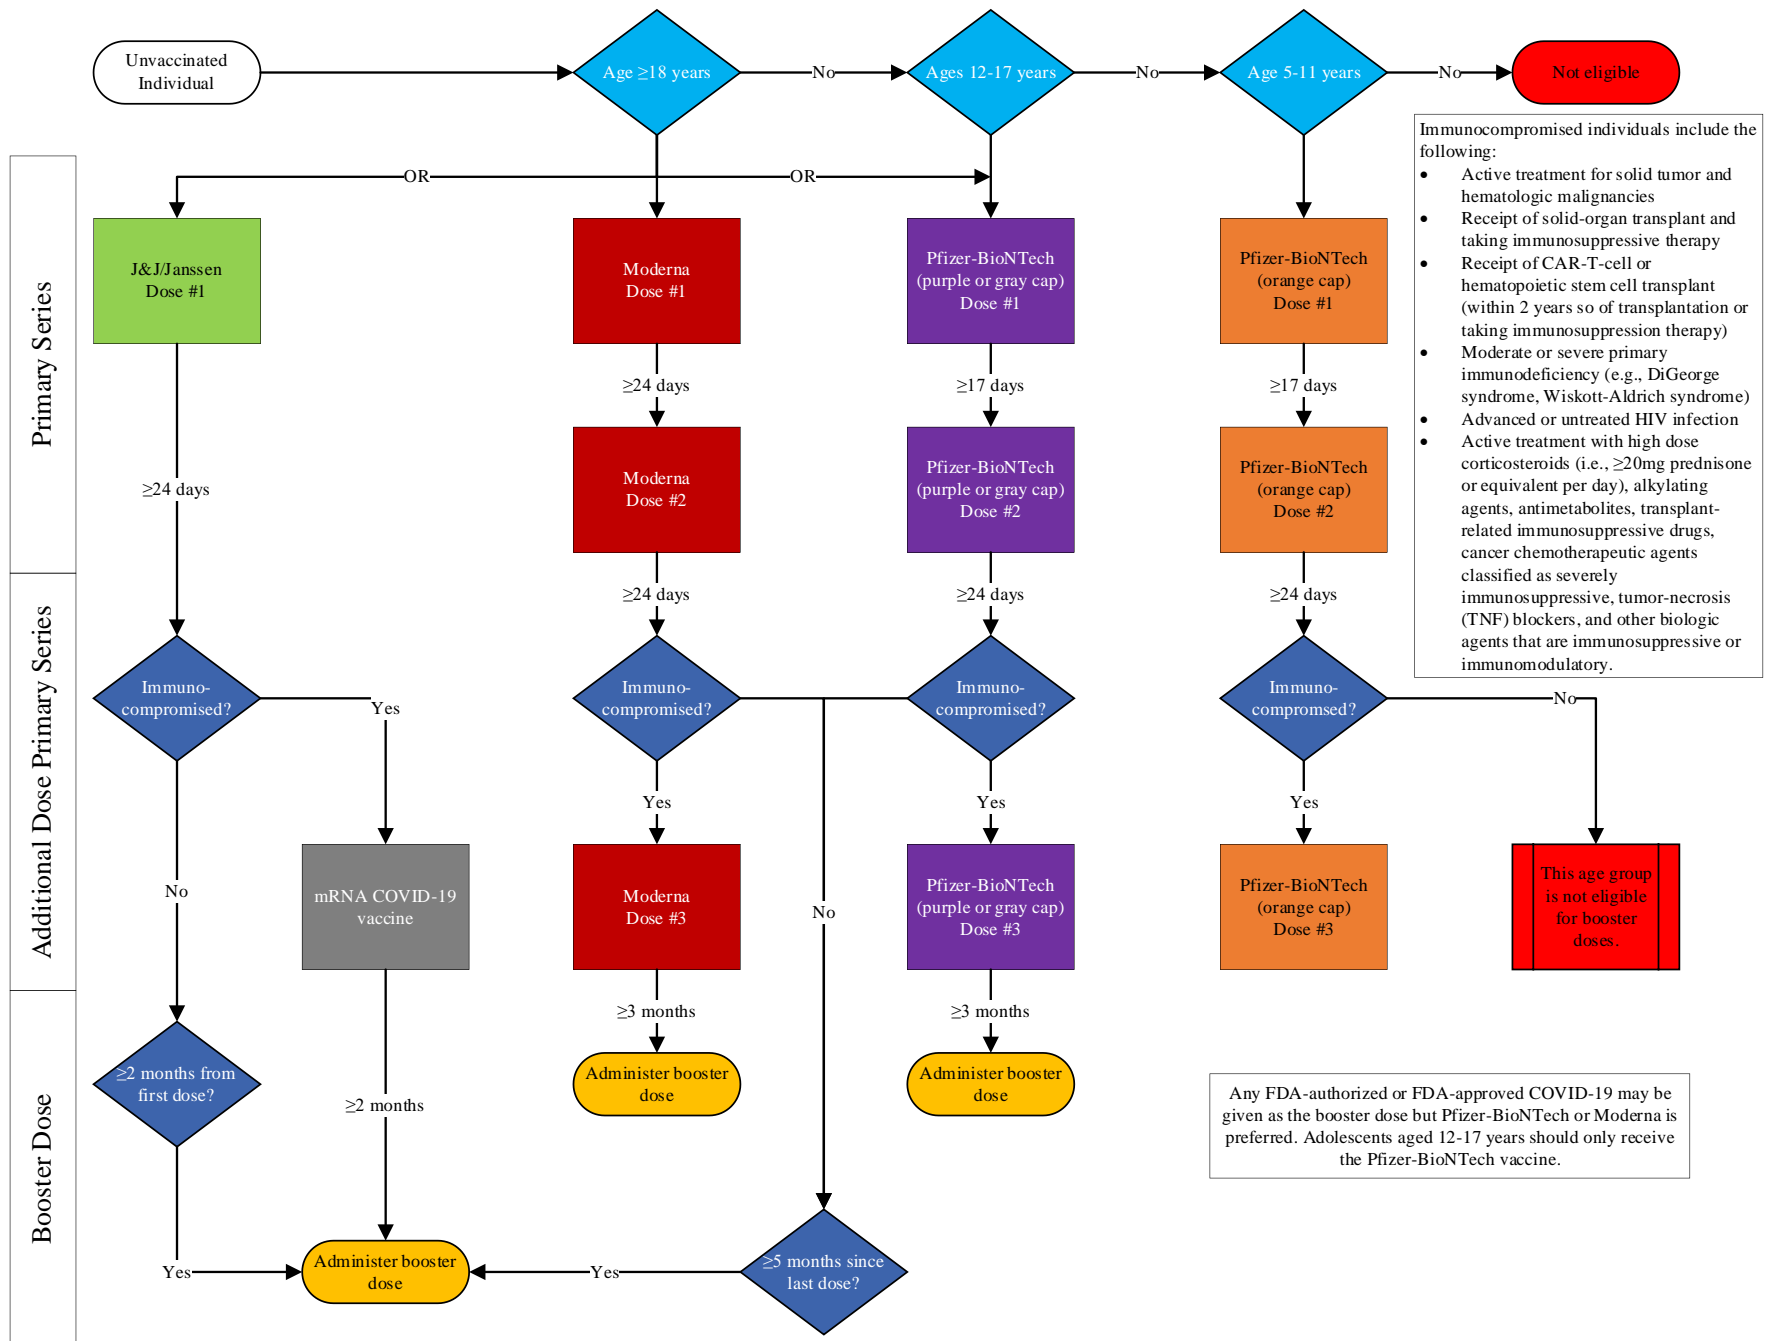 Unvaccinated
Individual
Age ≥18 years
No
Ages 12-17 years
No
Age 5-11 years
No
Not eligible
Immunocompromised individuals include the
following:
• Active treatment for solid tumor and
hematologic malignancies
• Receipt of solid-organ transplant and
taking immunosuppressive therapy
• Receipt of CAR-T-cell or
hematopoietic stem cell transplant
(within 2 years so of transplantation or
taking immunosuppression therapy)
• Moderate or severe primary
immunodeficiency (e.g., DiGeorge
syndrome, Wiskott-Aldrich syndrome)
• Advanced or untreated HIV infection
• Active treatment with high dose
corticosteroids (i.e., ≥20mg prednisone
or equivalent per day), alkylating
agents, antimetabolites, transplant-
related immunosuppressive drugs,
cancer chemotherapeutic agents
classified as severely
immunosuppressive, tumor-necrosis
(TNF) blockers, and other biologic
agents that are immunosuppressive or
immunomodulatory.
Primary Series
OR
OR
J&J/Janssen
Dose #1
Moderna
Dose #1
Pfizer-BioNTech
(purple or gray cap)
Dose #1
Pfizer-BioNTech
(orange cap)
Dose #1
≥24 days
≥17 days
≥17 days
≥24 days
Moderna
Dose #2
Pfizer-BioNTech
(purple or gray cap)
Dose #2
Pfizer-BioNTech
(orange cap)
Dose #2
Additional Dose Primary Series
≥24 days
≥24 days
≥24 days
Immuno-
compromised?
Yes
Immuno-
compromised?
Immuno-
compromised?
Immuno-
compromsed?
No
Yes
Yes
Yes
No
mRNA COVID-19
vaccine
Moderna
Dose #3
No
Pfizer-BioNTech
(purple or gray cap)
Dose #3
Pfizer-BioNTech
(orange cap)
Dose #3
This age group
is not eligible
for booster
doses.
Booster Dose
≥3 months
≥3 months
≥2 months from
first dose?
≥2 months
Administer booster
dose
Administer booster
dose
Any FDA-authorized or FDA-approved COVID-19 may be
given as the booster dose but Pfizer-BioNTech or Moderna is
preferred. Adolescents aged 12-17 years should only receive
the Pfizer-BioNTech vaccine.
Yes
Administer booster
dose
Yes
≥5 months since
last dose?